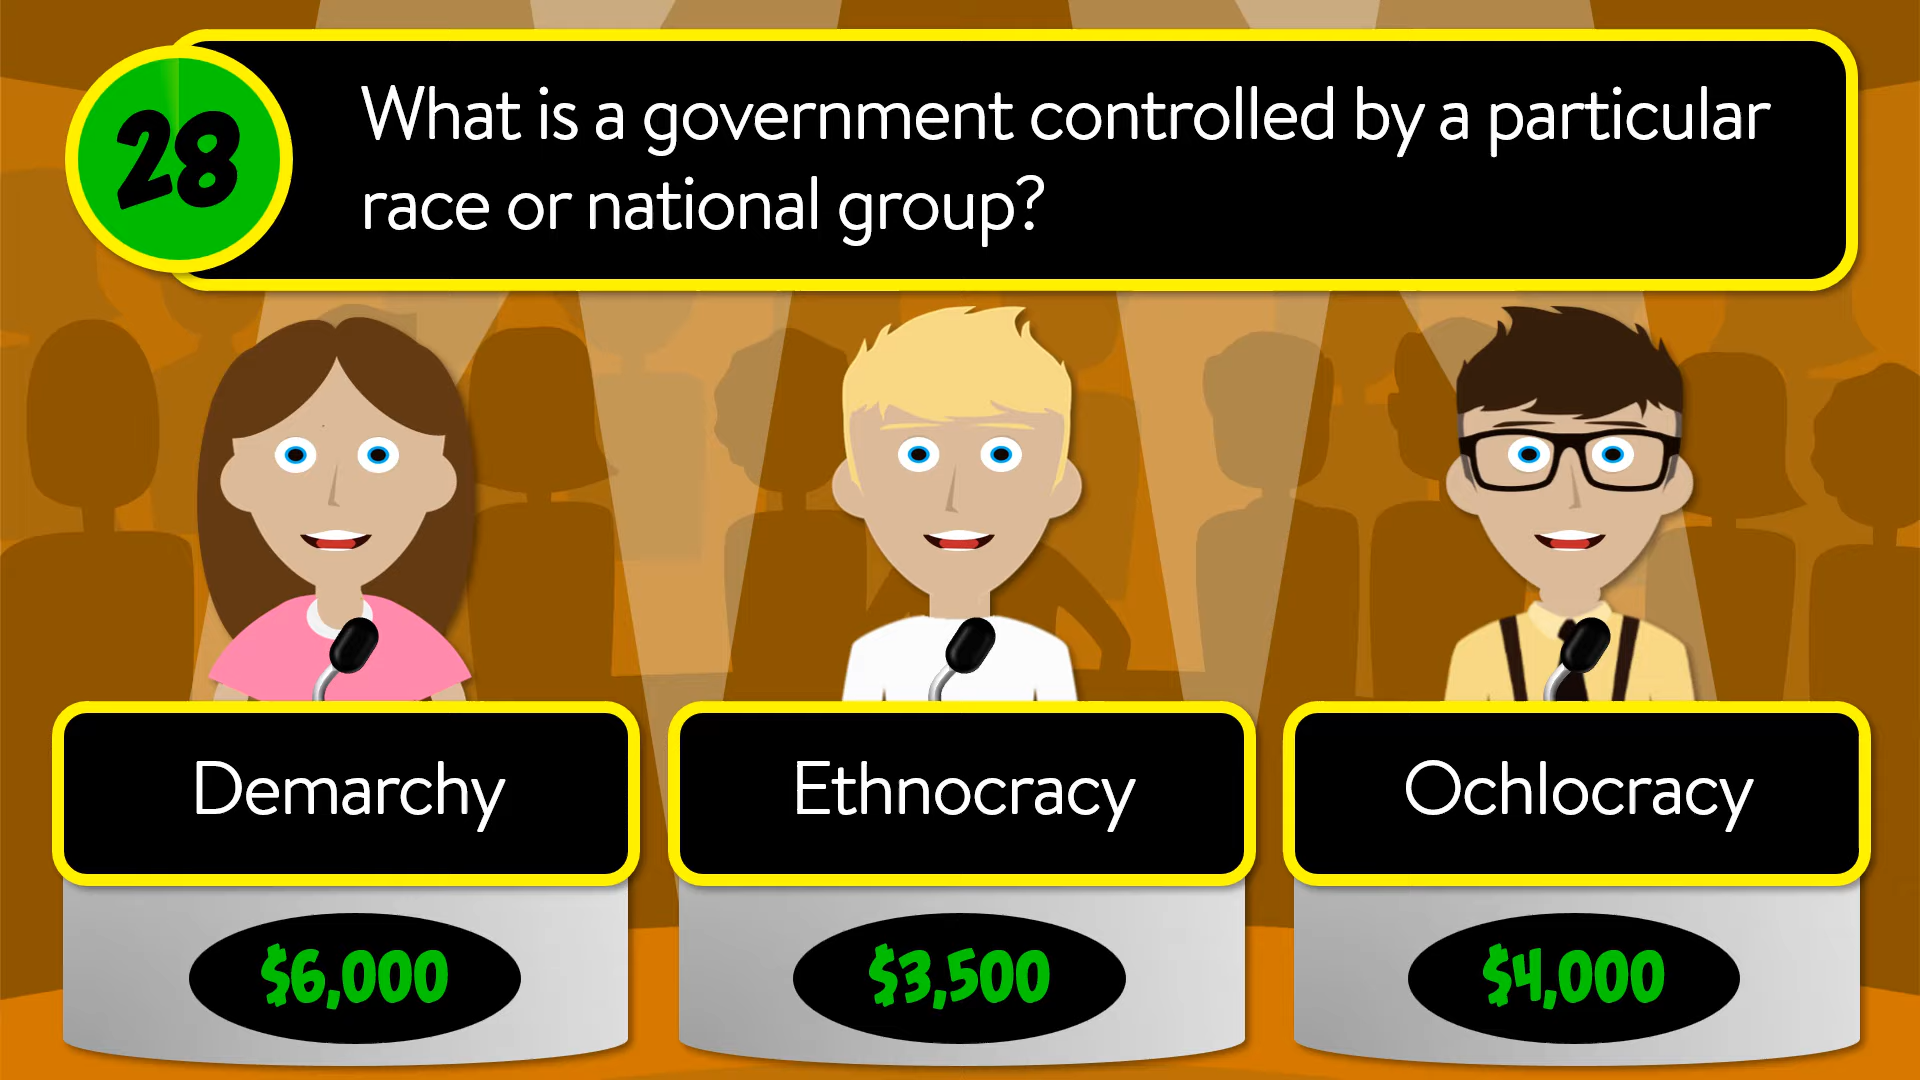 28
What is a government controlled by a particular
race or national group?
Demarchy
Ethnocracy
Ochlocracy
$6,000
$3,500
$4,000